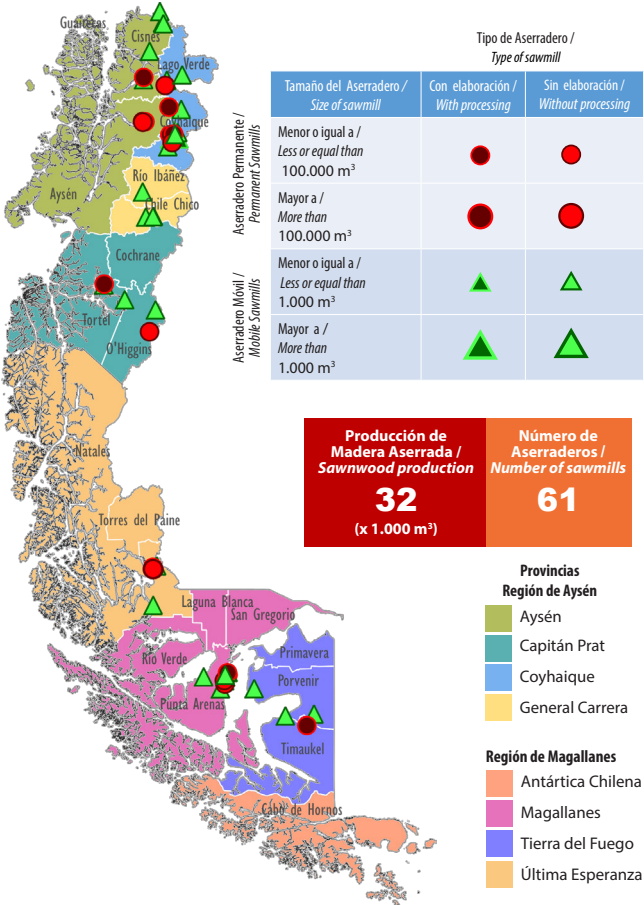 Guaitecas
Cisnes
Lago Verde
Coyhaique
Río Ibáñez
Aysén
Chile Chico
Cochrane
Tortel
O'Higgins
Natales
Torres del Paine
Laguna Blanca
San Gregorio
Río Verde
Primavera
Punta Arenas
Porvenir
Timaukel
Cabo de Hornos
Tipo de Aserradero /
Type of sawmill
Tamaño del Aserradero /
Size of sawmill
Con elaboración /
With processing
Sin elaboración /
Without processing
Aserradero Permanente /
Permanent Sawmills
Menor o igual a /
Less or equal than
100.000 m³
Mayor a /
More than
100.000 m³
Aserradero Móvil /
Mobile Sawmills
Menor o igual a /
Less or equal than
1.000 m³
Mayor a /
More than
1.000 m³
Producción de
Madera Aserrada /
Sawnwood production
32
(x 1.000 m³)
Número de
Aserraderos /
Number of sawmills
61
Provincias
Región de Aysén
Aysén
Capitán Prat
Coyhaique
General Carrera
Región de Magallanes
Antártica Chilena
Magallanes
Tierra del Fuego
Última Esperanza